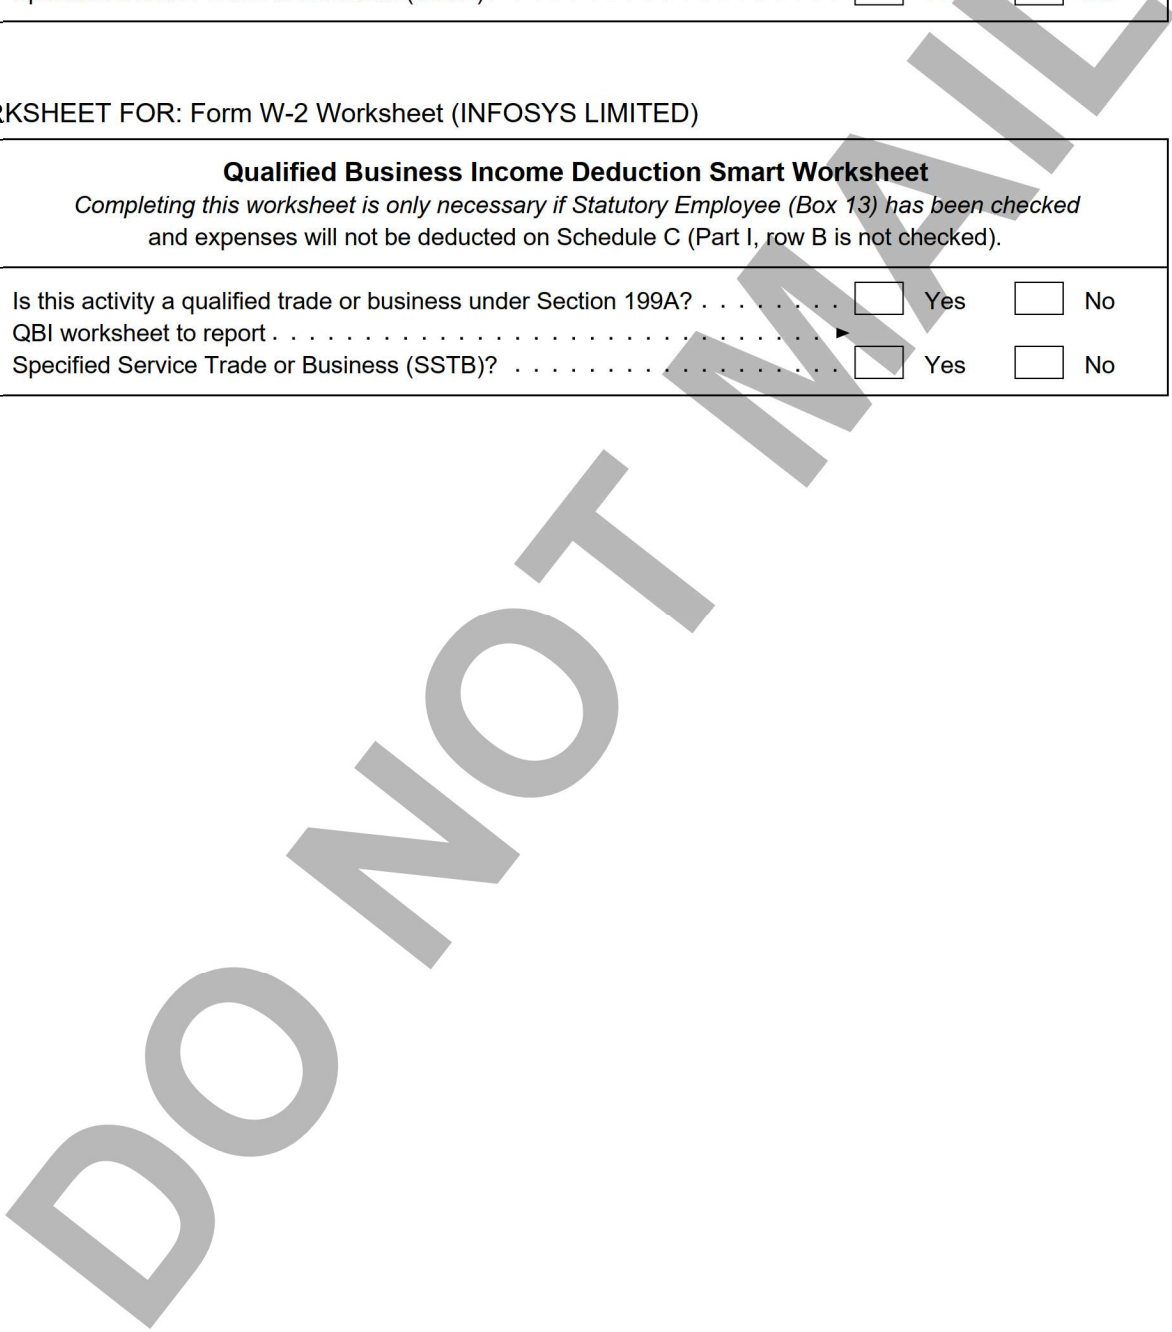 KSHEET FOR: Form W-2 Worksheet (INFOSYS LIMITED)
Qualified Business Income Deduction Smart Worksheet
Completing this worksheet is only necessary if Statutory Employee (Box 13) has been checked
and expenses will not be deducted on Schedule C (Part I, row B is not checked).
Is this activity a qualified trade or business under Section 199A? . . . . . . . . Yes No
QBI worksheet to report . . . . . . . . . . . . . . . . . . . . . . . . . . . . . . ►
Specified Service Trade or Business (SSTB)? . . . . . . . . . . . . . . . . . . Yes No
DO NOT MAIL